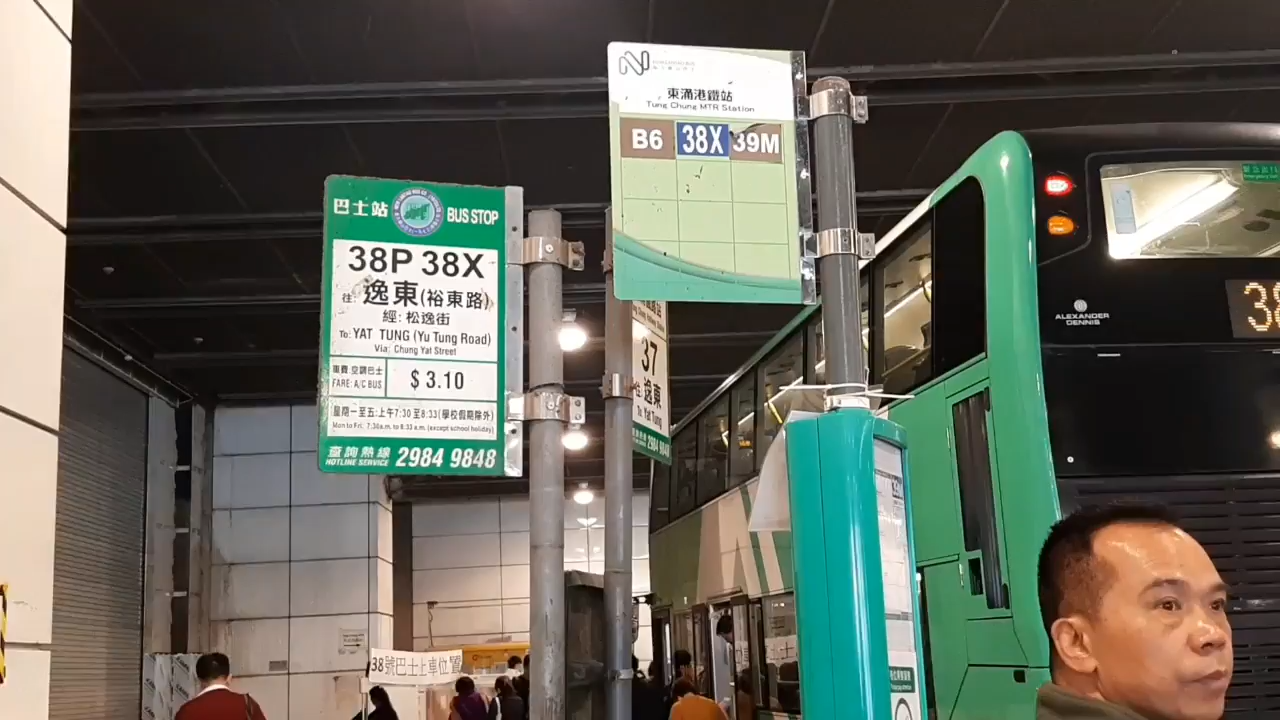 巴士站 BUS STOP
38P 38X
往: 逸東(裕東路)
經: 松逸街
To: YAT TUNG (Yu Tung Road)
Via: Chung Yat Street
車費: 空調巴士
FARE: A/C BUS
$ 3.10
星期一至五:上午7:30 至8:33(學校假期除外)
Mon to Fri: 7:30a.m. to 8:33 a.m. (except school holiday)
查詢熱線
HOTLINE SERVICE 2984 9848
東涌港鐵站
Tung Chung MTR Station
B6 38X 39M
37
往: 逸東
To: Yat Tung
2984 9848
ALEXANDER
DENNIS
38號巴士上車位置